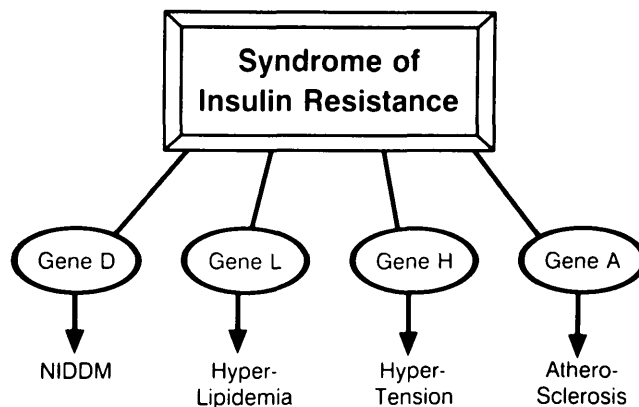 Syndrome of
Insulin Resistance
Gene D
Gene L
Gene H
Gene A
NIDDM
Hyper-
Lipidemia
Hyper-
Tension
Athero-
Sclerosis